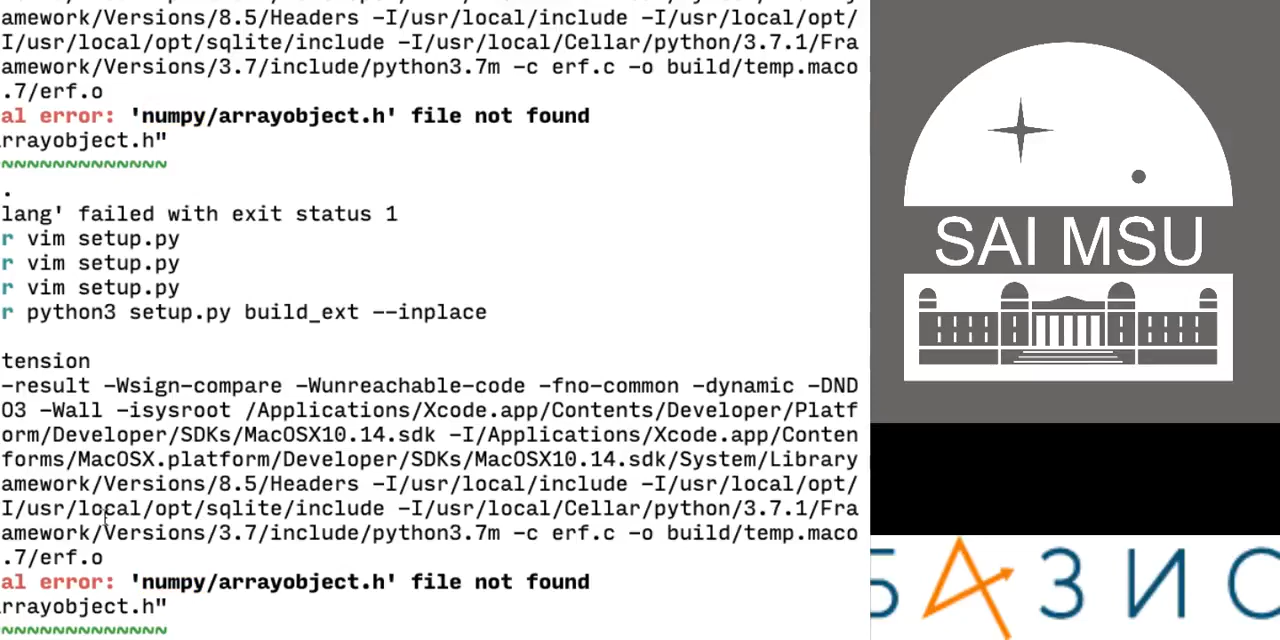 amework/Versions/8.5/Headers -I/usr/local/include -I/usr/local/opt/
I/usr/local/opt/sqlite/include -I/usr/local/Cellar/python/3.7.1/Fra
amework/Versions/3.7/include/python3.7m -c erf.c -o build/temp.maco
.7/erf.o
al error: 'numpy/arrayobject.h' file not found
rrayobject.h"
~~~~~~~~~~~~~
.
lang' failed with exit status 1
r vim setup.py
r vim setup.py
r vim setup.py
r python3 setup.py build_ext --inplace
tension
-result -Wsign-compare -Wunreachable-code -fno-common -dynamic -DND
O3 -Wall -isysroot /Applications/Xcode.app/Contents/Developer/Platf
orm/Developer/SDKs/MacOSX10.14.sdk -I/Applications/Xcode.app/Conten
forms/MacOSX.platform/Developer/SDKs/MacOSX10.14.sdk/System/Library
amework/Versions/8.5/Headers -I/usr/local/include -I/usr/local/opt/
I/usr/local/opt/sqlite/include -I/usr/local/Cellar/python/3.7.1/Fra
amework/Versions/3.7/include/python3.7m -c erf.c -o build/temp.maco
.7/erf.o
al error: 'numpy/arrayobject.h' file not found
rrayobject.h"
~~~~~~~~~~~~~
SAI MSU
БАЗИС